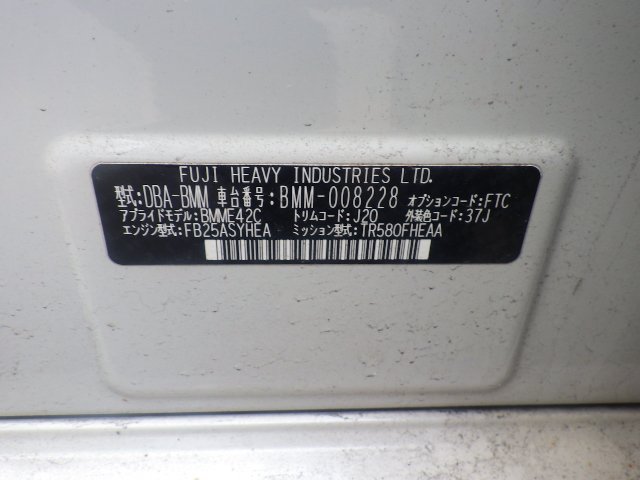 FUJI HEAVY INDUSTRIES LTD.
型式:DBA-BMM 車台番号:BMM-008228 オプションコード:FTC
アプライドモデル:BMME42C トリムコード:J20 外装色コード:37J
エンジン型式:FB25ASYHEA ミッション型式:TR580FHEAA